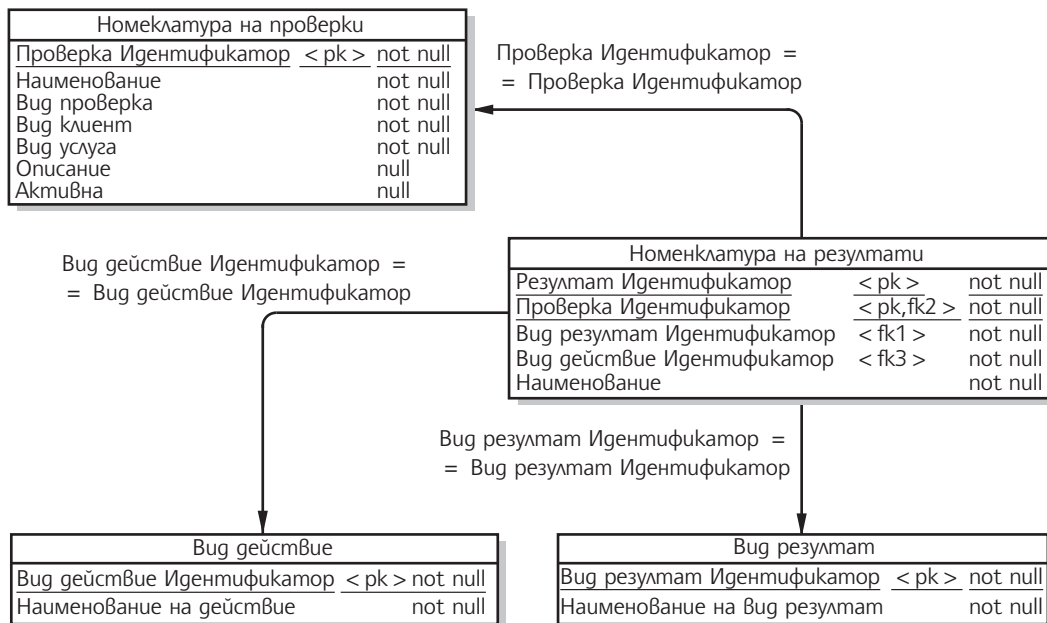 Номеклатура на проверки
Проверка Идентификатор < pk > not null
Наименование not null
Вид проверка not null
Вид клиент not null
Вид услуга not null
Описание null
Активна null
Проверка Идентификатор =
= Проверка Идентификатор
Вид действие Идентификатор =
= Вид действие Идентификатор
Номенклатура на резултати
Резултат Идентификатор < pk > not null
Проверка Идентификатор < pk,fk2 > not null
Вид резултат Идентификатор < fk1 > not null
Вид действие Идентификатор < fk3 > not null
Наименование not null
Вид резултат Идентификатор =
= Вид резултат Идентификатор
Вид действие
Вид действие Идентификатор < pk > not null
Наименование на действие not null
Вид резултат
Вид резултат Идентификатор < pk > not null
Наименование на вид резултат not null